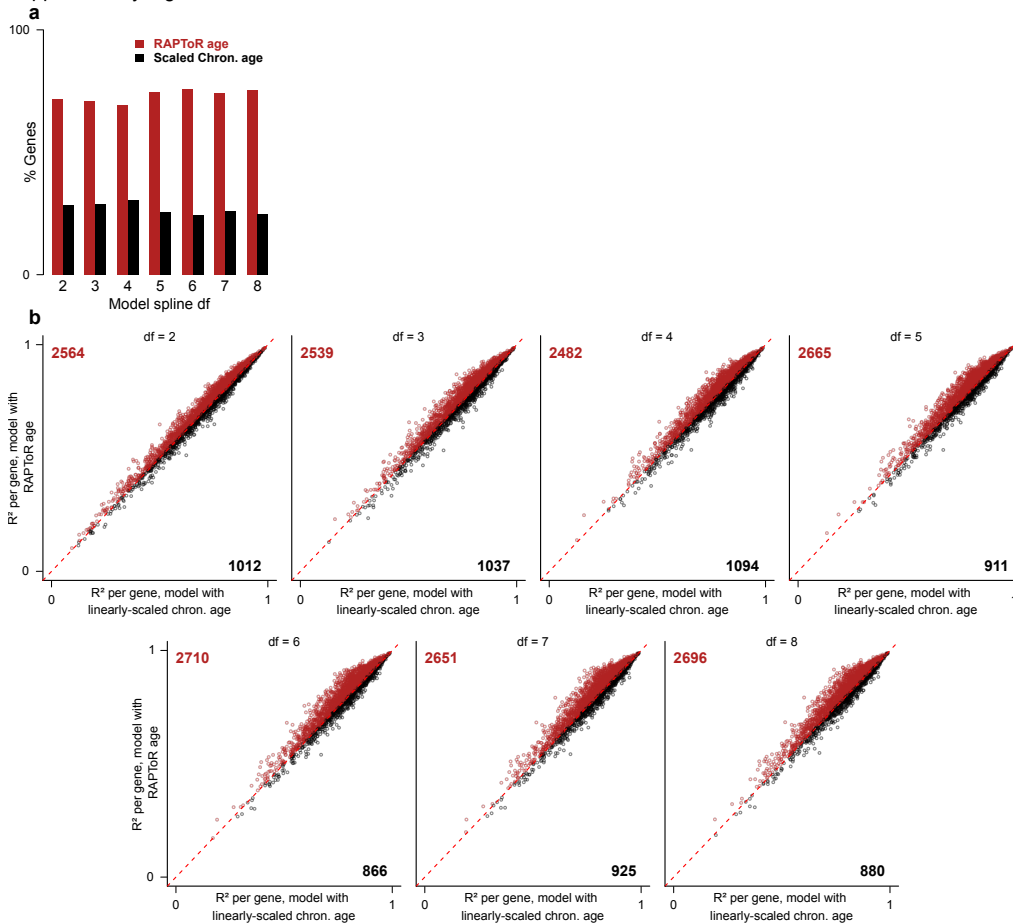 a
100
RAPToR age
Scaled Chron. age
% Genes
0
2 3 4 5 6 7 8
Model spline df
b
df = 2
df = 3
df = 4
df = 5
1
2564
2539
2482
2665
R² per gene, model with
RAPToR age
0
1012
1037
1094
911
0
R² per gene, model with
linearly-scaled chron. age
1
0
R² per gene, model with
linearly-scaled chron. age
1
0
R² per gene, model with
linearly-scaled chron. age
1
0
R² per gene, model with
linearly-scaled chron. age
1
df = 6
df = 7
df = 8
1
2710
2651
2696
R² per gene, model with
RAPToR age
0
866
925
880
0
R² per gene, model with
linearly-scaled chron. age
1
0
R² per gene, model with
linearly-scaled chron. age
1
0
R² per gene, model with
linearly-scaled chron. age
1